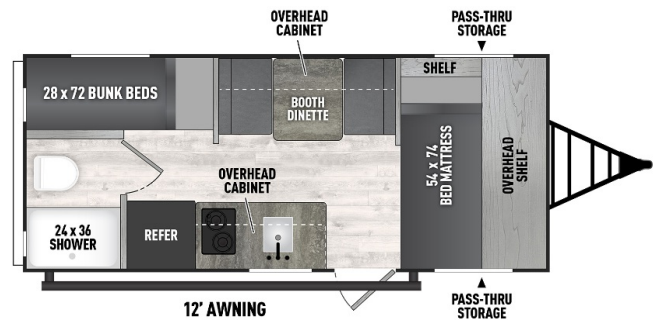 OVERHEAD
CABINET
PASS-THRU
STORAGE
28 x 72 BUNK BEDS
BOOTH
DINETTE
SHELF
54 x 74
BED MATTRESS
OVERHEAD
SHELF
OVERHEAD
CABINET
24 x 36
SHOWER
REFER
12' AWNING
PASS-THRU
STORAGE